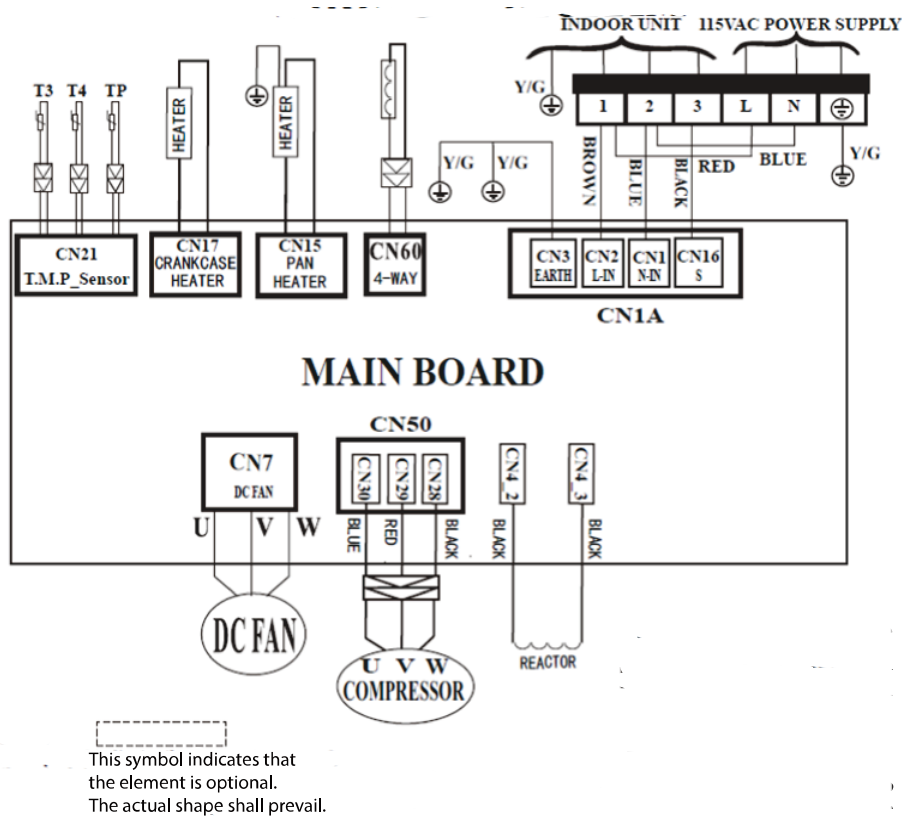 INDOOR UNIT 115VAC POWER SUPPLY
Y/G
1 2 3 L N
T3 T4 TP
HEATER
HEATER
BROWN
BLUE
BLACK
RED
BLUE
Y/G
Y/G Y/G
CN21
T.M.P_Sensor
CN17
CRANKCASE
HEATER
CN15
PAN
HEATER
CN60
4-WAY
CN3
EARTH
CN2
L-IN
CN1
N-IN
CN16
S
CN1A
MAIN BOARD
CN7
DC FAN
U V W
DC FAN
CN50
CN30
CN29
CN28
BLUE
RED
BLACK
U V W
COMPRESSOR
CN4_2
CN4_3
BLACK
BLACK
REACTOR
This symbol indicates that
the element is optional.
The actual shape shall prevail.